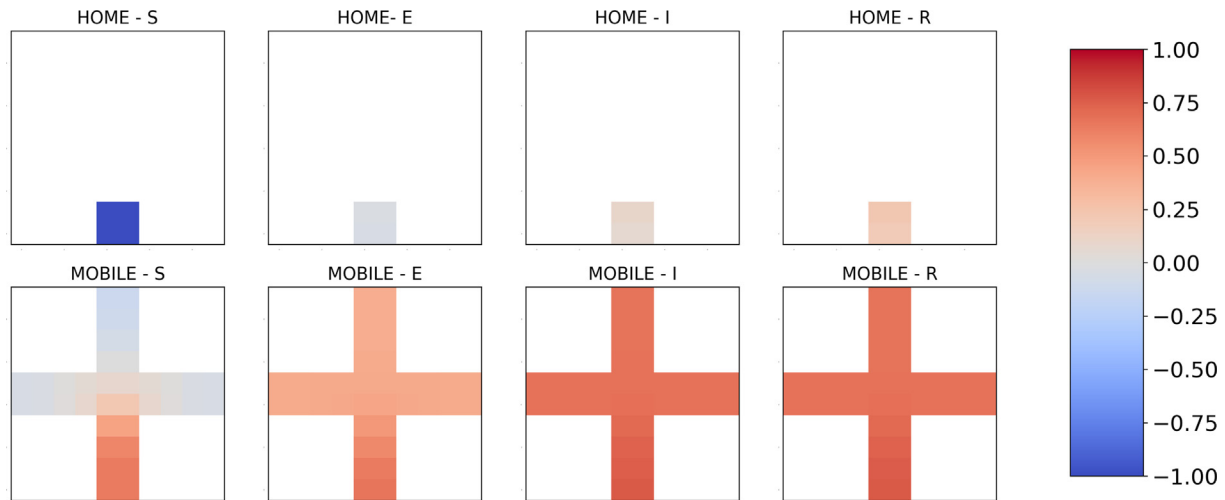 HOME - S
HOME- E
HOME - I
HOME - R
1.00
0.75
0.50
0.25
0.00
−0.25
−0.50
−0.75
−1.00
MOBILE - S
MOBILE - E
MOBILE - I
MOBILE - R